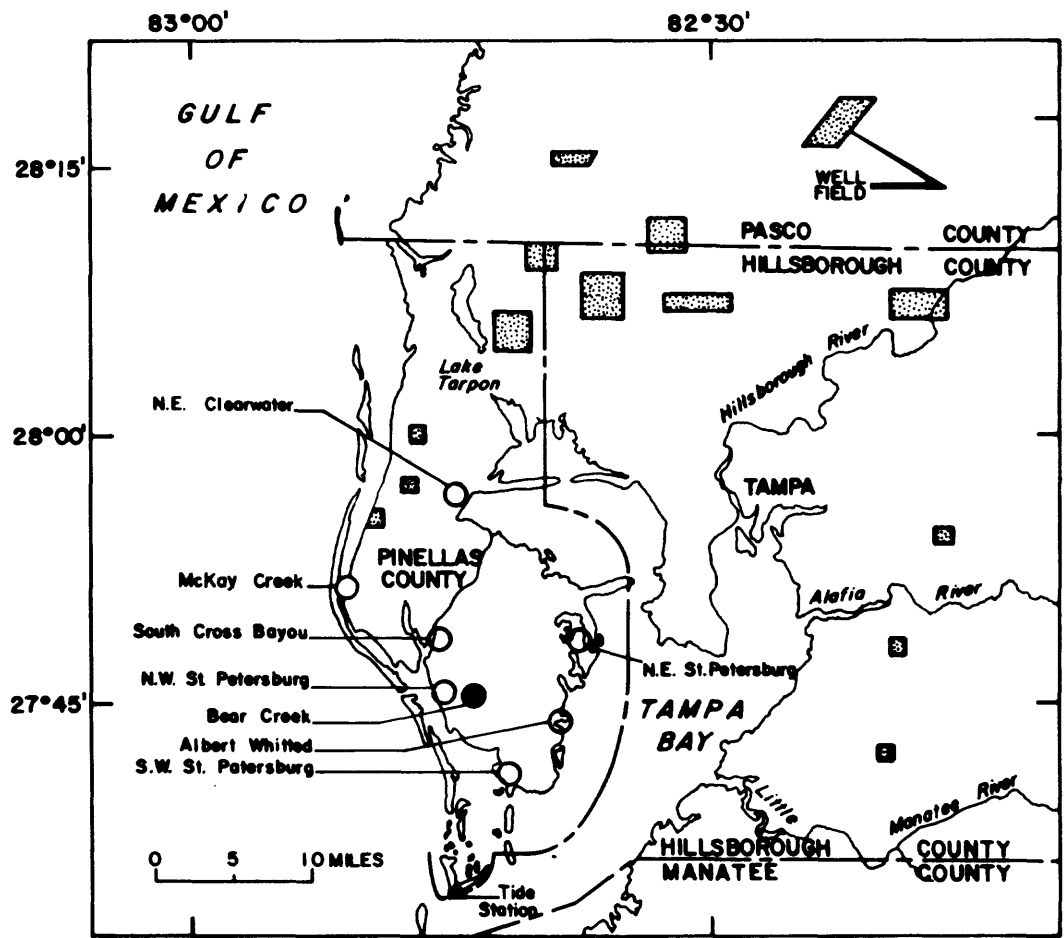 83°00'
82°30'
GULF
OF
MEXICO
28°15'
WELL
FIELD
PASCO COUNTY
HILLSBOROUGH COUNTY
Lake
Tarpon
Hillsborough River
N.E. Clearwater
28°00'
TAMPA
PINELLAS
COUNTY
McKay Creek
Alafia River
South Cross Bayou
N.E. St. Petersburg
N.W. St Petersburg
27°45'
Bear Creek
TAMPA
BAY
Albert Whitted
S.W. St. Patersburg
Little
Manatee River
HILLSBOROUGH COUNTY
MANATEE COUNTY
0 5 10 MILES
Tide
Station